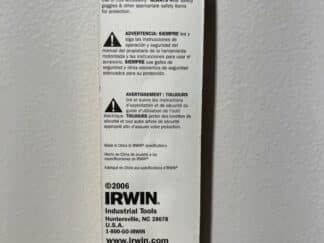 goggles & other appropriate safety items
for protection.
ADVERTENCIA: SIEMPRE lea y
siga las instrucciones de
operación y seguridad del
manual del propietario de la herramienta
motorizada y las instrucciones para usar el
accesorio. SIEMPRE use gafas
de seguridad y otros elementos de seguridad
adecuados para su protección.
AVERTISSEMENT : TOUJOURS
lire et suivre les instructions
d'exploitation et de sécurité du
guide d'utilisation de l'outil
électrique. TOUJOURS porter des lunettes de
sécurité et tout autre article de sécurité
approprié afin d'assurer votre protection.
Made in China to IRWIN® specifications
Hecho en China de acuerdo a las
especificaciones de IRWIN®
Fabriqué en Chine selon les spécifications d'IRWIN®
©2006
IRWIN.
Industrial Tools
Huntersville, NC 28078
U.S.A.
1-800-GO-IRWIN
www.irwin.com